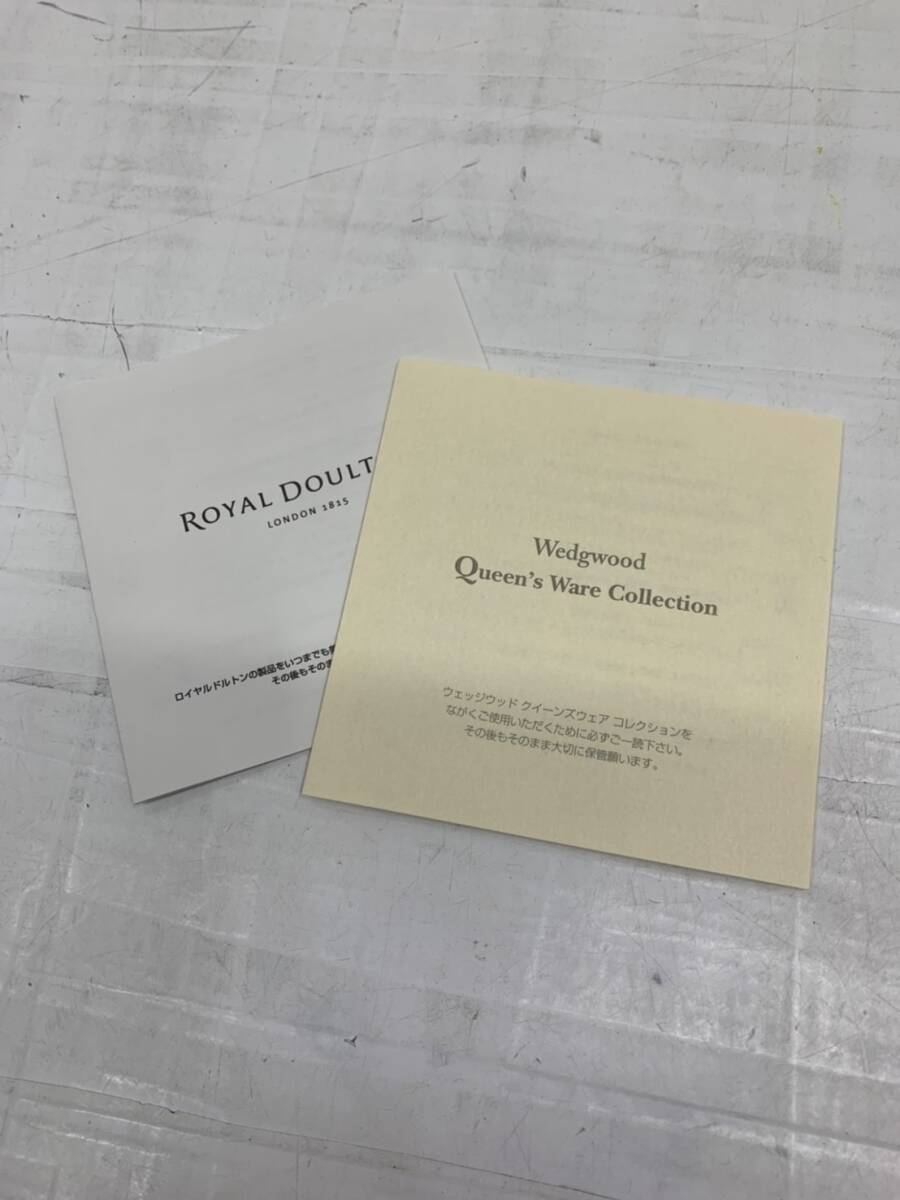 ROYAL DOULT
LONDON 1815
ロイヤルドルトンの製品をいつまでも
その後もそのま
Wedgwood
Queen's Ware Collection
ウェッジウッド クイーンズウェア コレクションを
ながくご使用いただくために必ずご一読下さい。
その後もそのまま大切に保管願います。